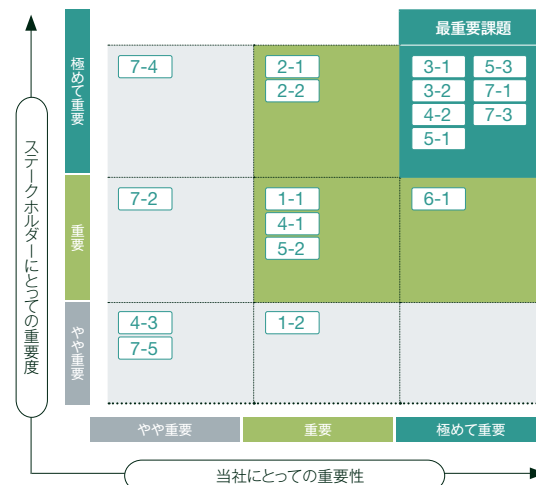 最重要課題
ステークホルダーにとっての重要度
極めて重要
7-4
2-1
2-2
3-1 5-3
3-2 7-1
4-2 7-3
5-1
重要
7-2
1-1
4-1
5-2
6-1
やや重要
4-3
7-5
1-2
やや重要 重要 極めて重要
当社にとっての重要性